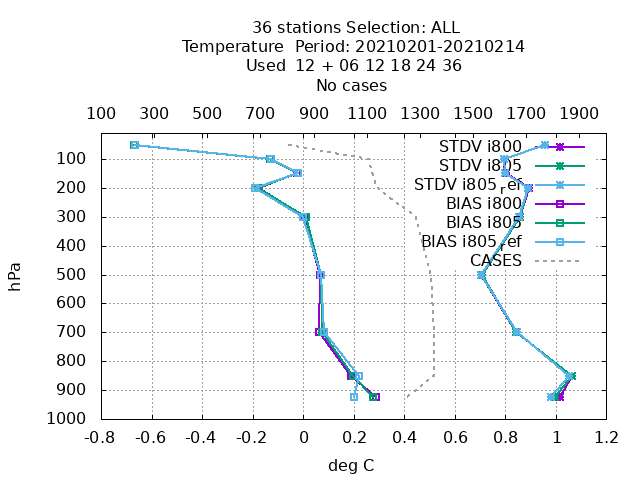 36 stations Selection: ALL
Temperature  Period: 20210201-20210214
Used  12 + 06 12 18 24 36
No cases
100 300 500 700 900 1100 1300 1500 1700 1900
STDV i800
STDV i805
STDV i805_ref
BIAS i800
BIAS i805
BIAS i805_ref
CASES
100
200
300
400
500
600
700
800
900
1000
hPa
-0.8 -0.6 -0.4 -0.2 0 0.2 0.4 0.6 0.8 1 1.2
deg C